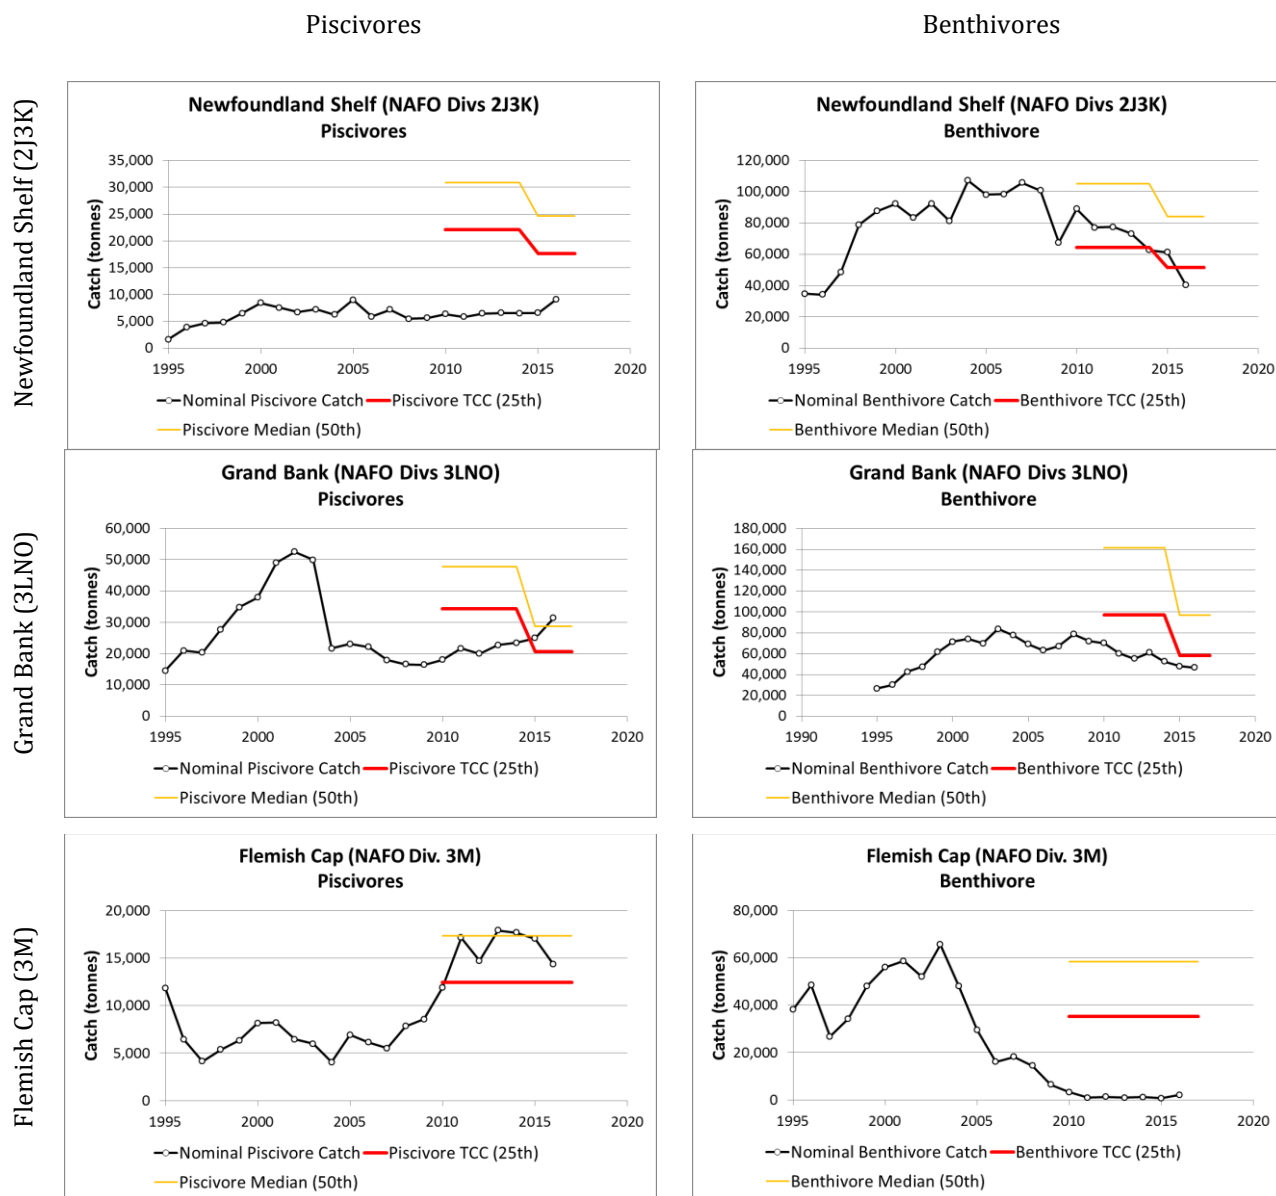 Piscivores
Benthivores
Newfoundland Shelf (2J3K)
Newfoundland Shelf (NAFO Divs 2J3K)
Piscivores
Catch (tonnes)
35,000
30,000
25,000
20,000
15,000
10,000
5,000
0
1995 2000 2005 2010 2015 2020
Nominal Piscivore Catch Piscivore TCC (25th)
Piscivore Median (50th)
Newfoundland Shelf (NAFO Divs 2J3K)
Benthivore
Catch (tonnes)
120,000
100,000
80,000
60,000
40,000
20,000
0
1995 2000 2005 2010 2015 2020
Nominal Benthivore Catch Benthivore TCC (25th)
Benthivore Median (50th)
Grand Bank (3LNO)
Grand Bank (NAFO Divs 3LNO)
Piscivores
Catch (tonnes)
60,000
50,000
40,000
30,000
20,000
10,000
0
1995 2000 2005 2010 2015 2020
Nominal Piscivore Catch Piscivore TCC (25th)
Piscivore Median (50th)
Grand Bank (NAFO Divs 3LNO)
Benthivore
Catch (tonnes)
180,000
160,000
140,000
120,000
100,000
80,000
60,000
40,000
20,000
0
1990 1995 2000 2005 2010 2015 2020
Nominal Benthivore Catch Benthivore TCC (25th)
Benthivore Median (50th)
Flemish Cap (3M)
Flemish Cap (NAFO Div. 3M)
Piscivores
Catch (tonnes)
20,000
15,000
10,000
5,000
0
1995 2000 2005 2010 2015 2020
Nominal Piscivore Catch Piscivore TCC (25th)
Piscivore Median (50th)
Flemish Cap (NAFO Div. 3M)
Benthivore
Catch (tonnes)
80,000
60,000
40,000
20,000
0
1995 2000 2005 2010 2015 2020
Nominal Benthivore Catch Benthivore TCC (25th)
Benthivore Median (50th)